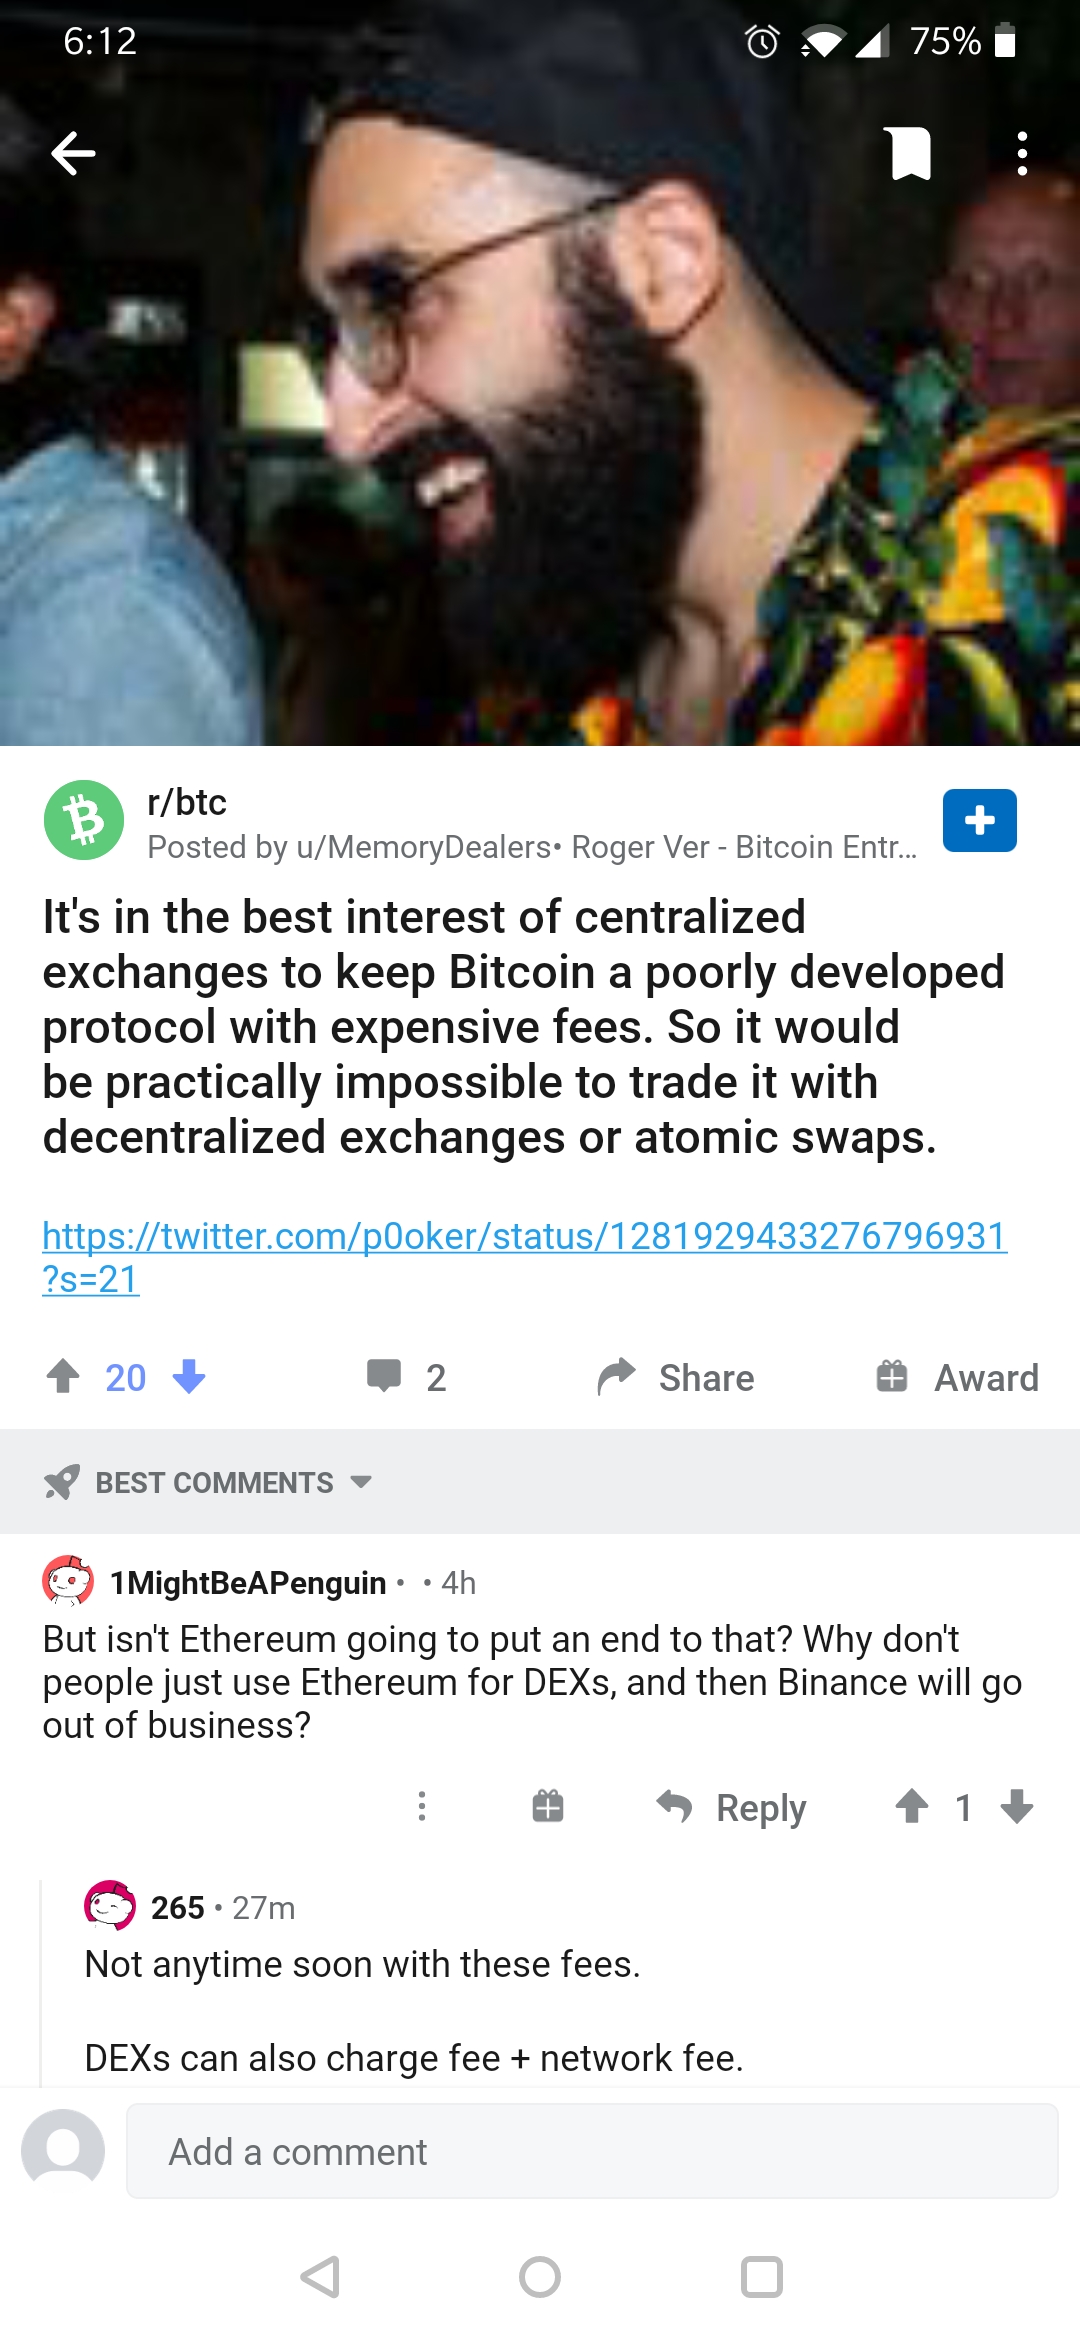 6:12
75%
r/btc
Posted by u/MemoryDealers• Roger Ver - Bitcoin Entr...
It's in the best interest of centralized
exchanges to keep Bitcoin a poorly developed
protocol with expensive fees. So it would
be practically impossible to trade it with
decentralized exchanges or atomic swaps.
https://twitter.com/p0oker/status/1281929433276796931
?s=21
20
2
Share
Award
BEST COMMENTS
1MightBeAPenguin • • 4h
But isn't Ethereum going to put an end to that? Why don't
people just use Ethereum for DEXs, and then Binance will go
out of business?
Reply
1
265 • 27m
Not anytime soon with these fees.
DEXs can also charge fee + network fee.
Add a comment